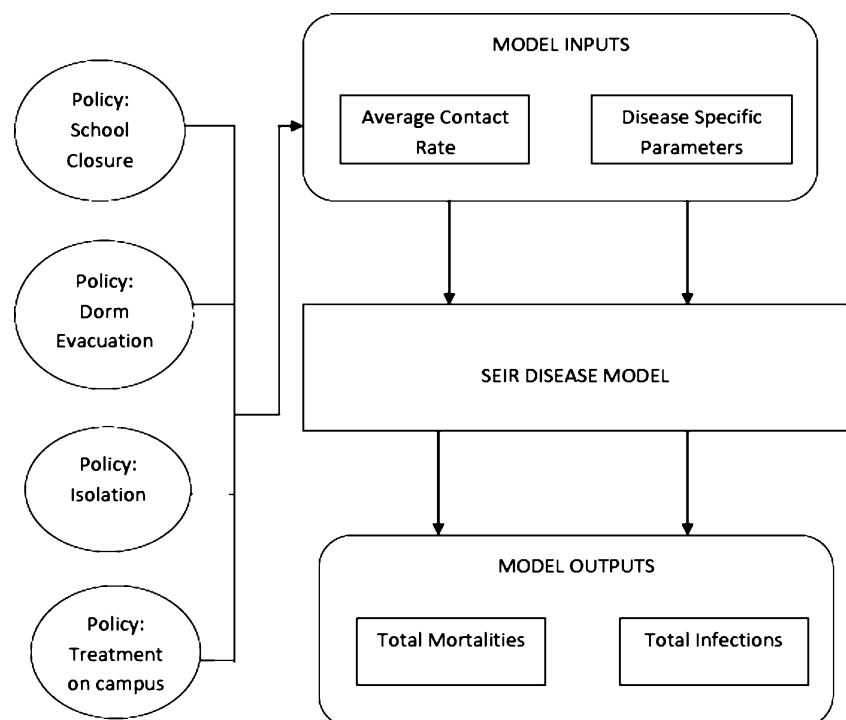 Policy:
School
Closure
Policy:
Dorm
Evacuation
Policy:
Isolation
Policy:
Treatment
on campus
MODEL INPUTS
Average Contact
Rate
Disease Specific
Parameters
SEIR DISEASE MODEL
MODEL OUTPUTS
Total Mortalities
Total Infections